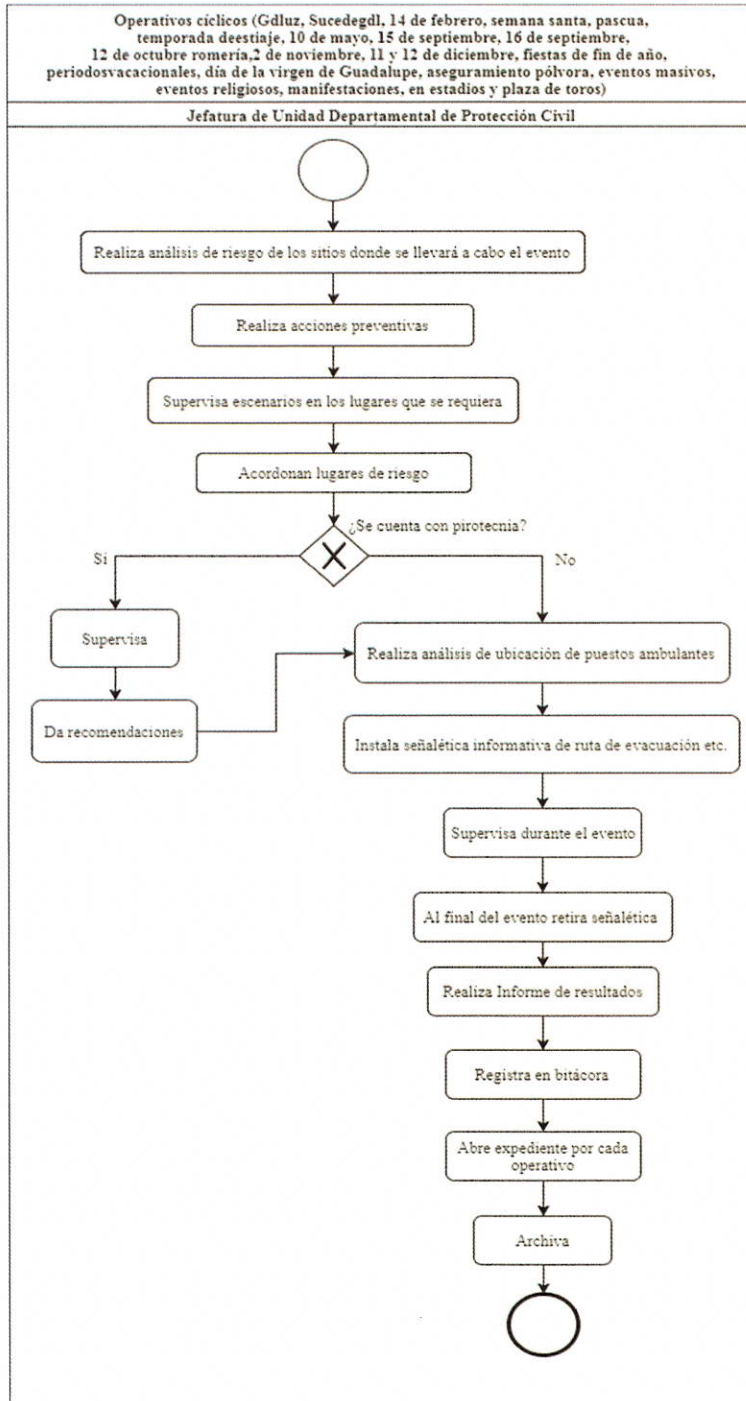 Operativos cíclicos (Gdluz, Sucedegdl, 14 de febrero, semana santa, pascua,
temporada deestiaje, 10 de mayo, 15 de septiembre, 16 de septiembre,
12 de octubre romería,2 de noviembre, 11 y 12 de diciembre, fiestas de fin de año,
periodosvacacionales, día de la virgen de Guadalupe, aseguramiento pólvora, eventos masivos,
eventos religiosos, manifestaciones, en estadios y plaza de toros)
Jefatura de Unidad Departamental de Protección Civil
Realiza análisis de riesgo de los sitios donde se llevará a cabo el evento
Realiza acciones preventivas
Supervisa escenarios en los lugares que se requiera
Acordonan lugares de riesgo
¿Se cuenta con pirotecnia?
Si
No
Supervisa
Realiza análisis de ubicación de puestos ambulantes
Da recomendaciones
Instala señalética informativa de ruta de evacuación etc.
Supervisa durante el evento
Al final del evento retira señalética
Realiza Informe de resultados
Registra en bitácora
Abre expediente por cada
operativo
Archiva